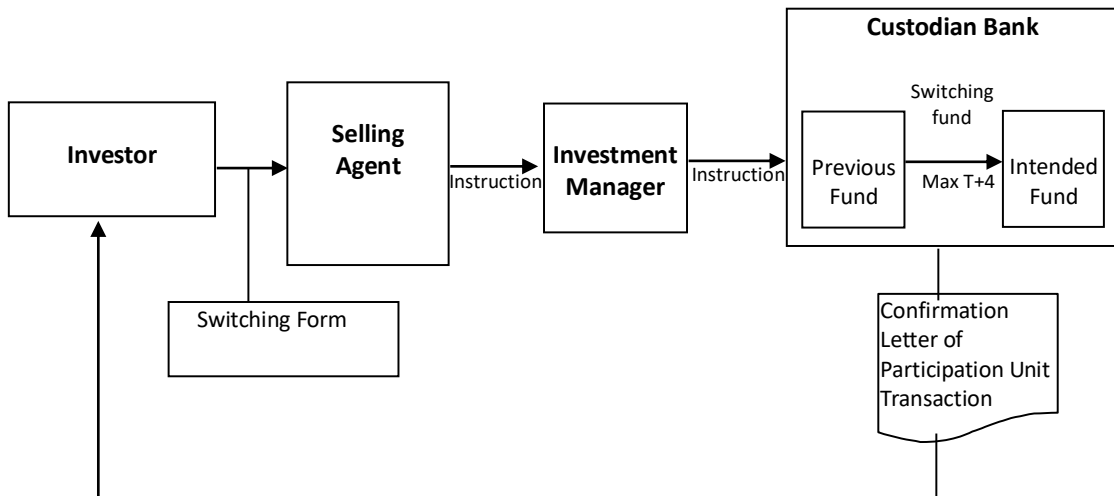 Custodian Bank
Investor
Selling
Agent
Instruction
Investment
Manager
Instruction
Switching
fund
Previous
Fund
Max T+4
Intended
Fund
Switching Form
Confirmation
Letter of
Participation Unit
Transaction